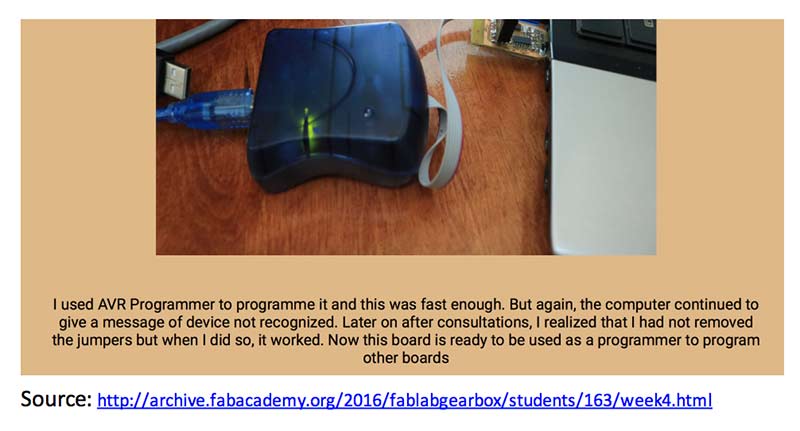 I used AVR Programmer to programme it and this was fast enough. But again, the computer continued to
give a message of device not recognized. Later on after consultations, I realized that I had not removed
the jumpers but when I did so, it worked. Now this board is ready to be used as a programmer to program
other boards
Source: http://archive.fabacademy.org/2016/fablabgearbox/students/163/week4.html